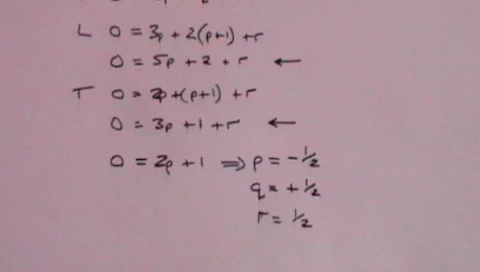 L 0 = 3p + 2(p+1) + r
0 = 5p + 2 + r ←
T 0 = 2p + (p+1) + r
0 = 3p + 1 + r ←
0 = 2p + 1 ⇒ p = -1/2
q = + 1/2
r = 1/2